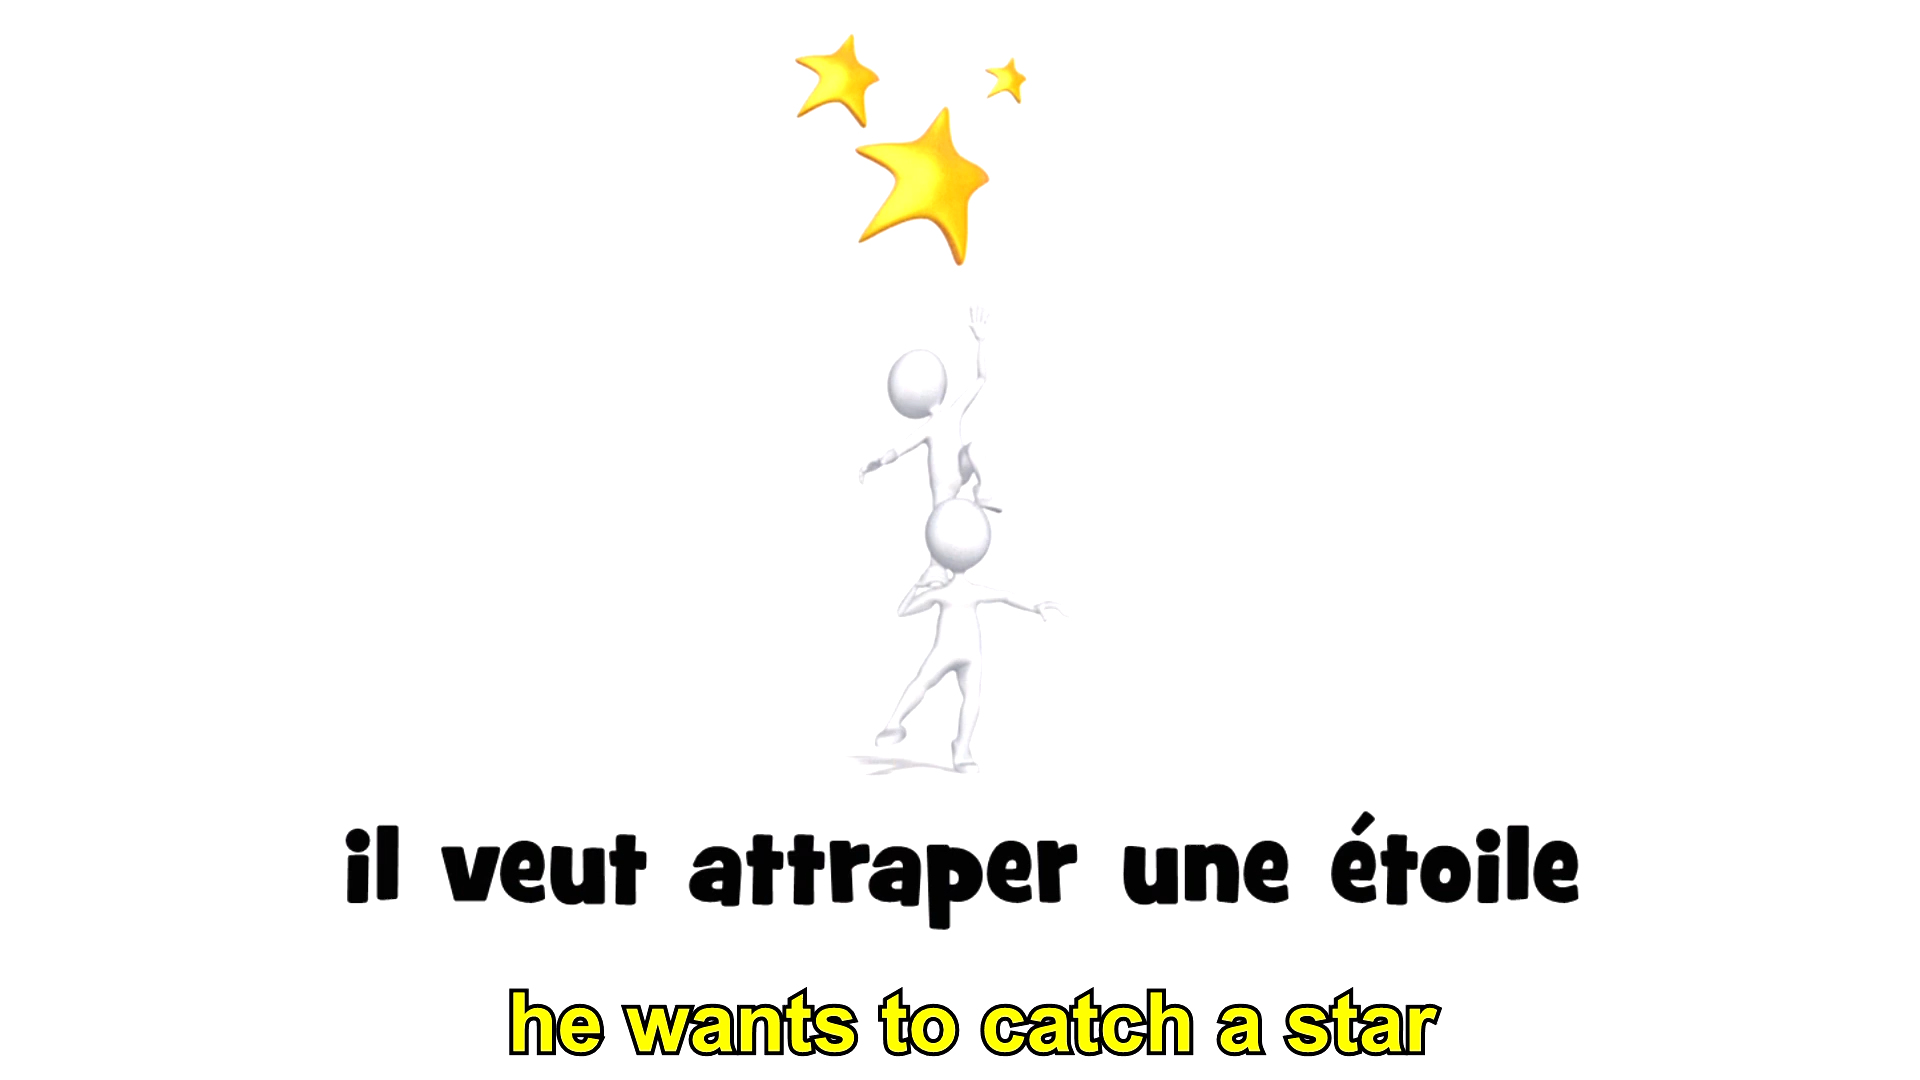 il veut attraper une étoile
he wants to catch a star